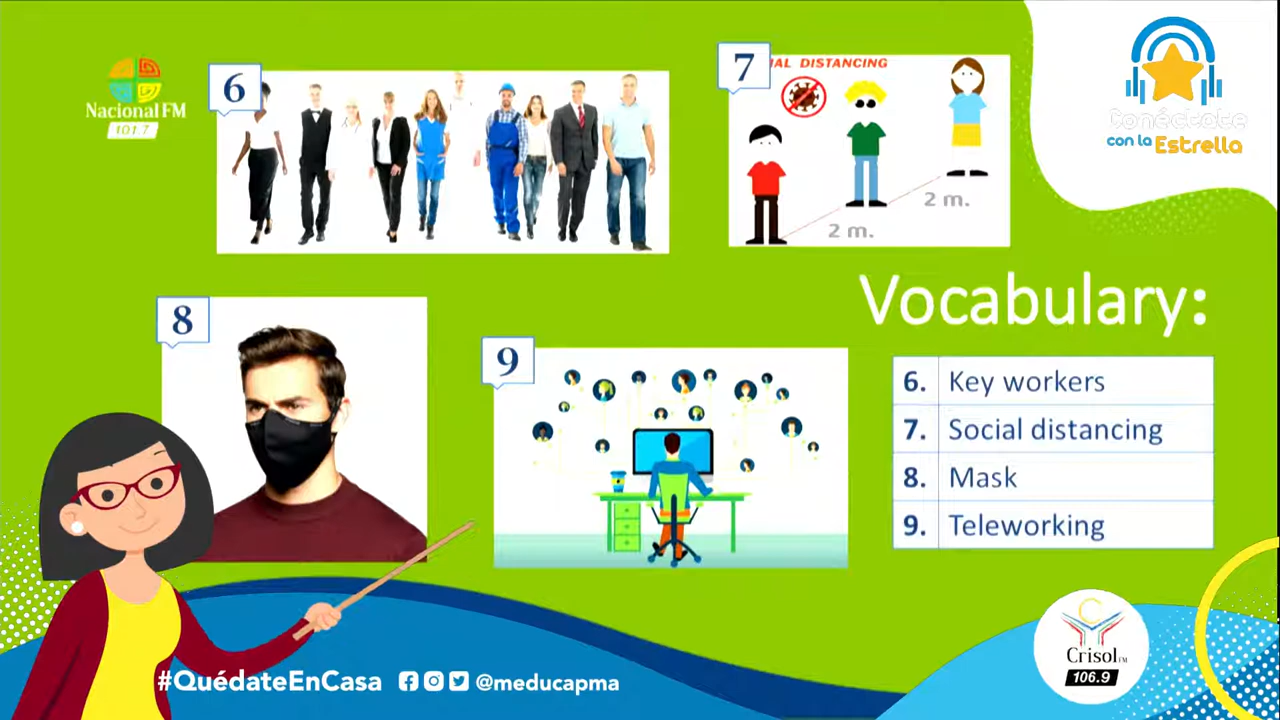 Nacional FM
101.7
6
7
IAL DISTANCING
2 m.
2 m.
Conéctate
con la Estrella
8
9
Vocabulary:
6. Key workers
7. Social distancing
8. Mask
9. Teleworking
#QuédateEnCasa @meducapma
Crisol FM
106.9